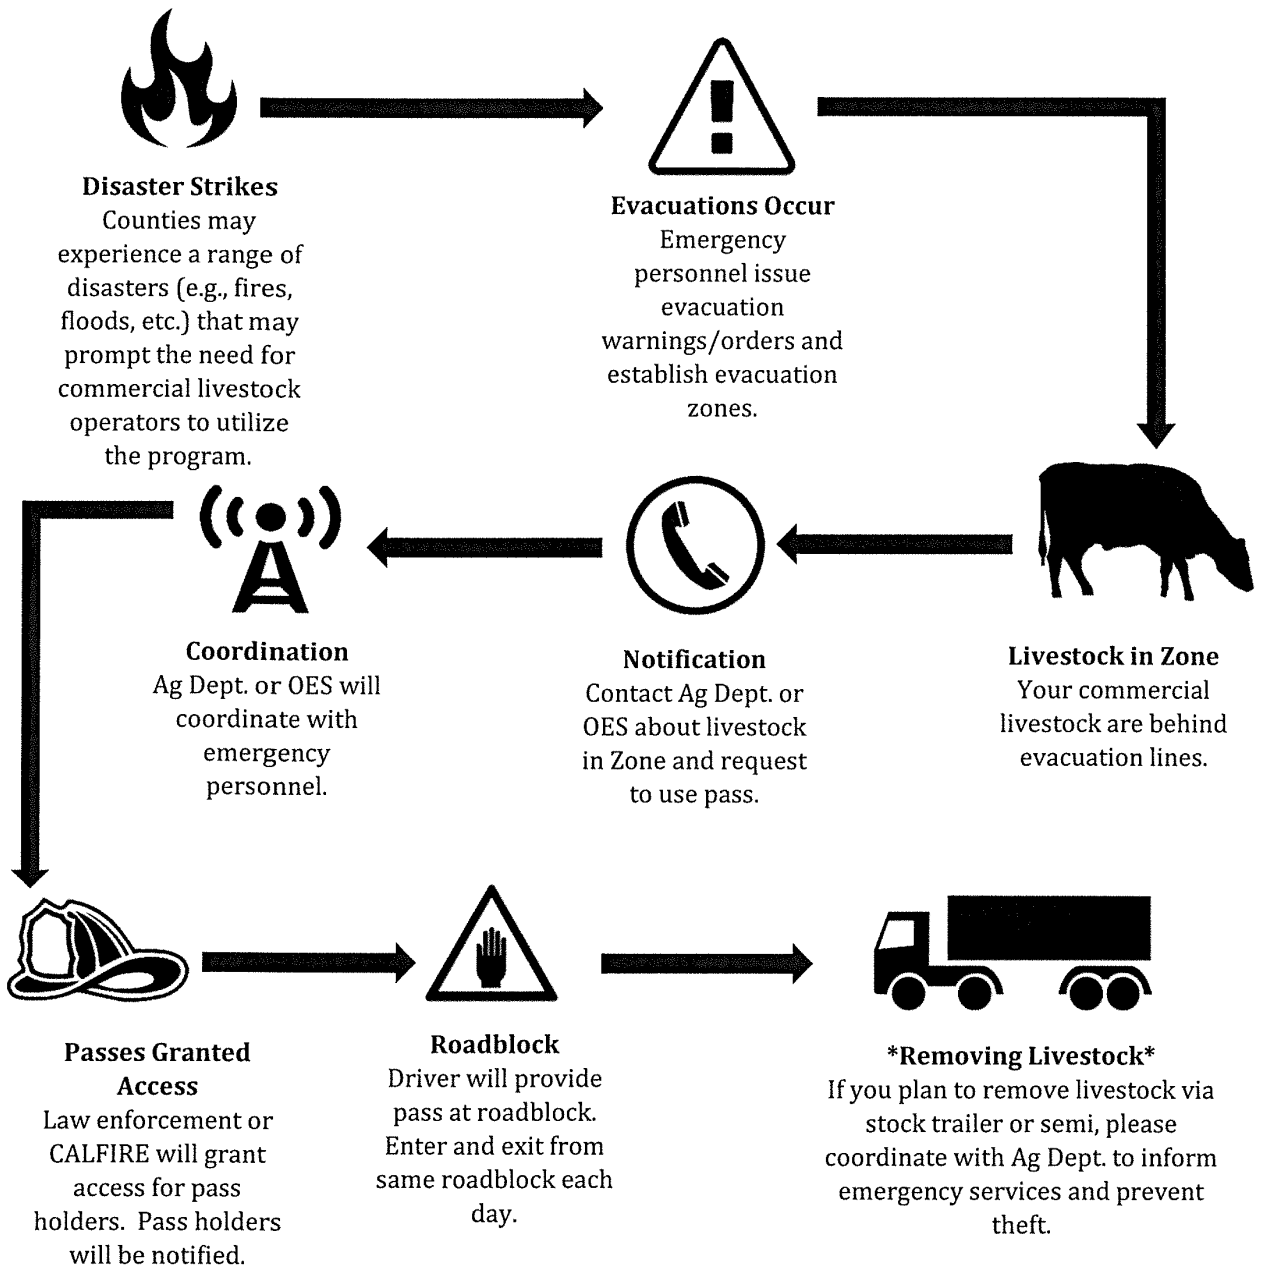 Disaster Strikes
Counties may
experience a range of
disasters (e.g., fires,
floods, etc.) that may
prompt the need for
commercial livestock
operators to utilize
the program.
Evacuations Occur
Emergency
personnel issue
evacuation
warnings/orders and
establish evacuation
zones.
Livestock in Zone
Your commercial
livestock are behind
evacuation lines.
Notification
Contact Ag Dept. or
OES about livestock
in Zone and request
to use pass.
Coordination
Ag Dept. or OES will
coordinate with
emergency
personnel.
Passes Granted
Access
Law enforcement or
CALFIRE will grant
access for pass
holders.  Pass holders
will be notified.
Roadblock
Driver will provide
pass at roadblock.
Enter and exit from
same roadblock each
day.
*Removing Livestock*
If you plan to remove livestock via
stock trailer or semi, please
coordinate with Ag Dept. to inform
emergency services and prevent
theft.